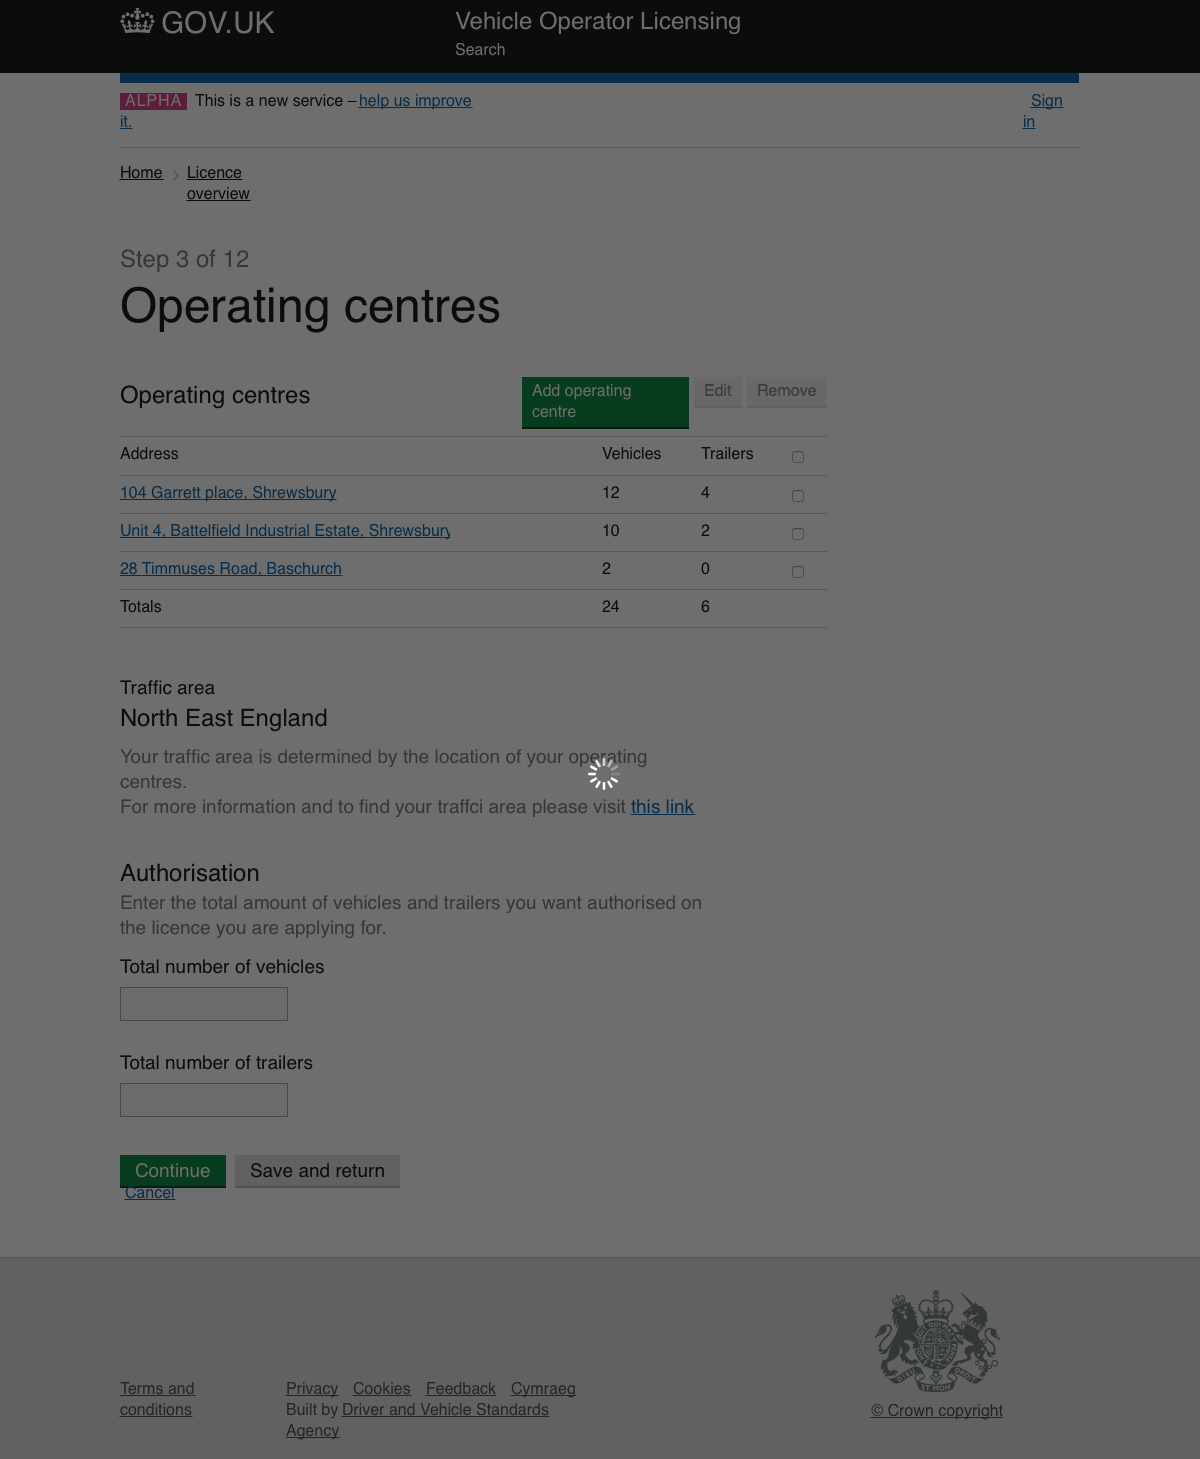 GOV.UK
Vehicle Operator Licensing
Search
ALPHA This is a new service – help us improve
it.
Sign
in
Home
Licence
overview
Step 3 of 12
Operating centres
Operating centres
Add operating
centre
Edit
Remove
Address Vehicles Trailers
104 Garrett place, Shrewsbury 12 4
Unit 4, Battelfield Industrial Estate, Shrewsbury 10 2
28 Timmuses Road, Baschurch 2 0
Totals 24 6
Traffic area
North East England
Your traffic area is determined by the location of your operating
centres.
For more information and to find your traffci area please visit this link
Authorisation
Enter the total amount of vehicles and trailers you want authorised on
the licence you are applying for.
Total number of vehicles
Total number of trailers
Continue
Save and return
Cancel
Terms and
conditions
Privacy Cookies Feedback Cymraeg
Built by Driver and Vehicle Standards
Agency
© Crown copyright